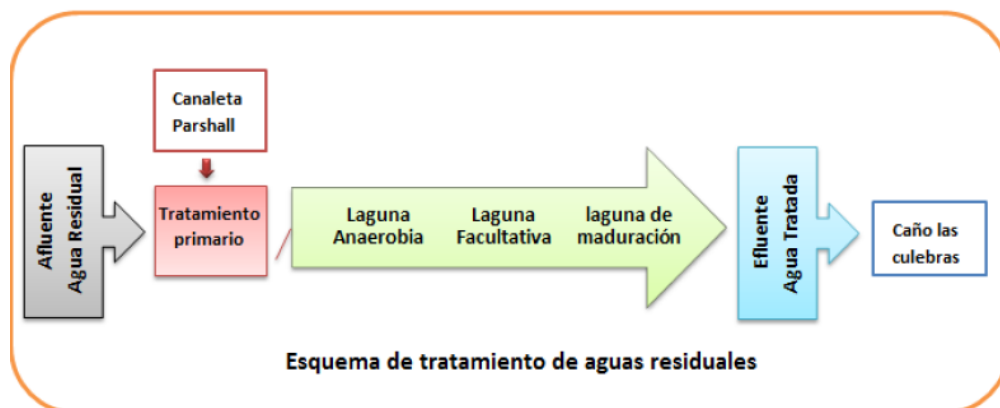 Canaleta
Parshall
Afluente
Agua Residual
Tratamiento
primario
Laguna
Anaerobia
Laguna
Facultativa
laguna de
maduración
Efluente
Agua Tratada
Caño las
culebras
Esquema de tratamiento de aguas residuales